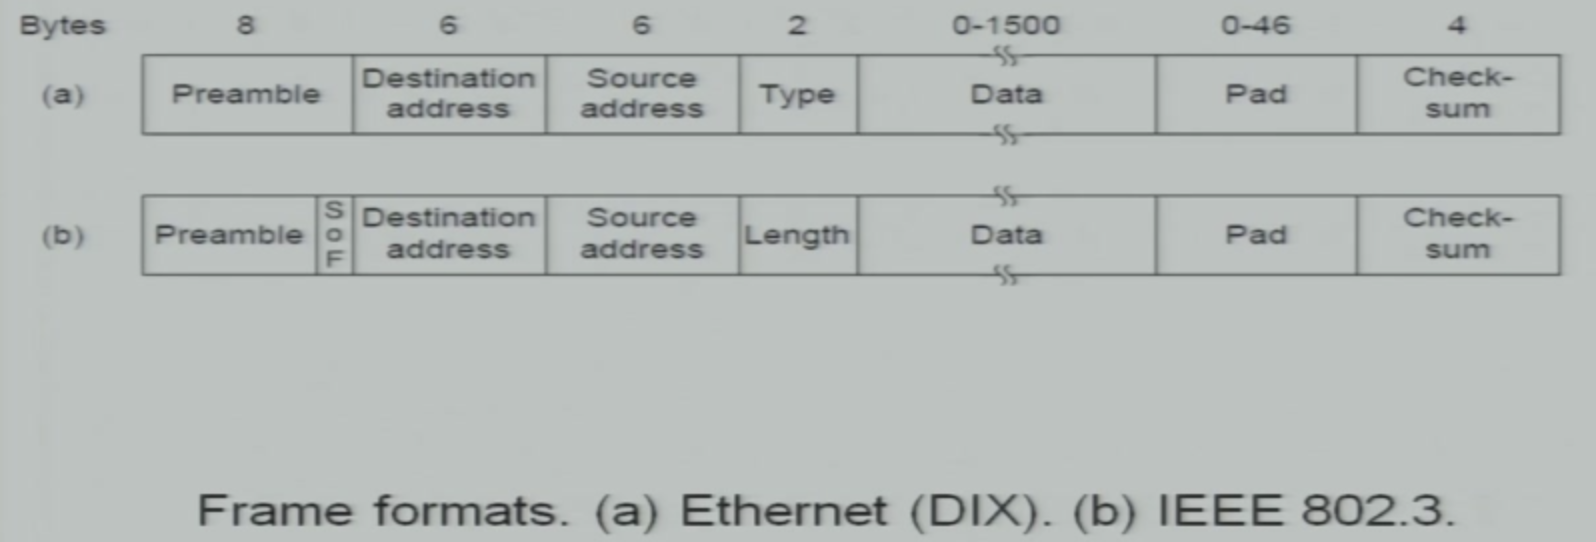 Bytes 8 6 6 2 0-1500 0-46 4
(a) Preamble Destination address Source address Type Data Pad Check-sum
(b) Preamble SoF Destination address Source address Length Data Pad Check-sum
Frame formats. (a) Ethernet (DIX). (b) IEEE 802.3.